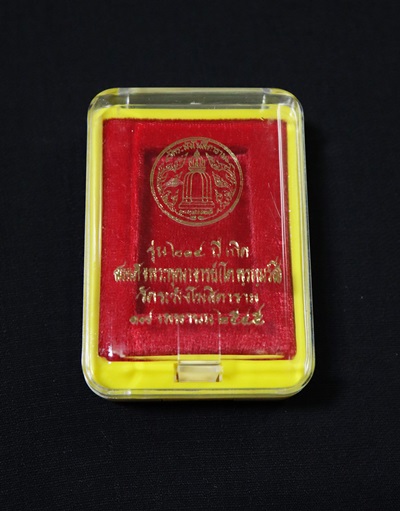 รุ่น ๒๑๔ ปี เกิด
สมเด็จพระพุฒาจารย์(โต พรหมรังสี)
วัดระฆังโฆสิตาราม
๑๗ เมษายน ๒๕๔๕